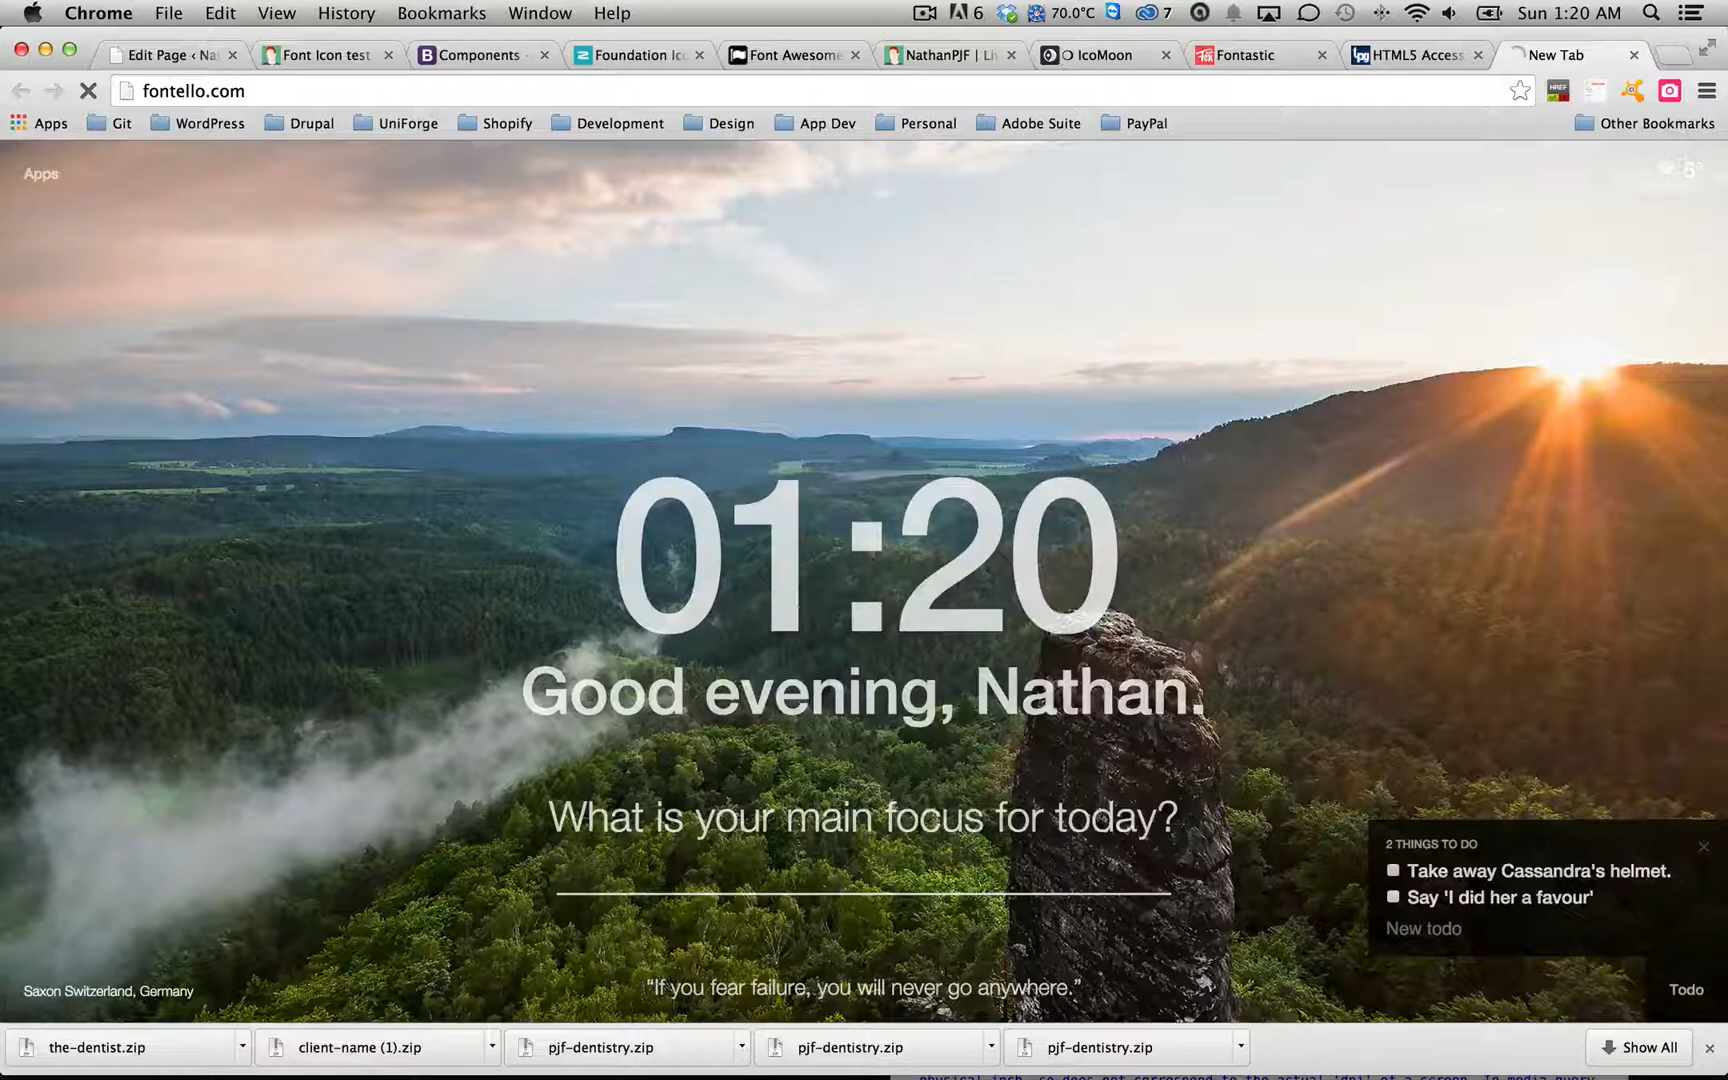 Chrome File Edit View History Bookmarks Window Help 6 70.0°C 7 Sun 1:20 AM
Edit Page ‹ Na Font Icon test Components - Foundation Ic Font Awesome NathanPJF | Li IcoMoon Fontastic HTML5 Access New Tab
fontello.com
Apps Git WordPress Drupal UniForge Shopify Development Design App Dev Personal Adobe Suite PayPal Other Bookmarks
Apps
6°
01:20
Good evening, Nathan.
What is your main focus for today?
2 THINGS TO DO
Take away Cassandra's helmet.
Say 'I did her a favour'
New todo
Saxon Switzerland, Germany
“If you fear failure, you will never go anywhere.”
Todo
the-dentist.zip client-name (1).zip pjf-dentistry.zip pjf-dentistry.zip pjf-dentistry.zip Show All